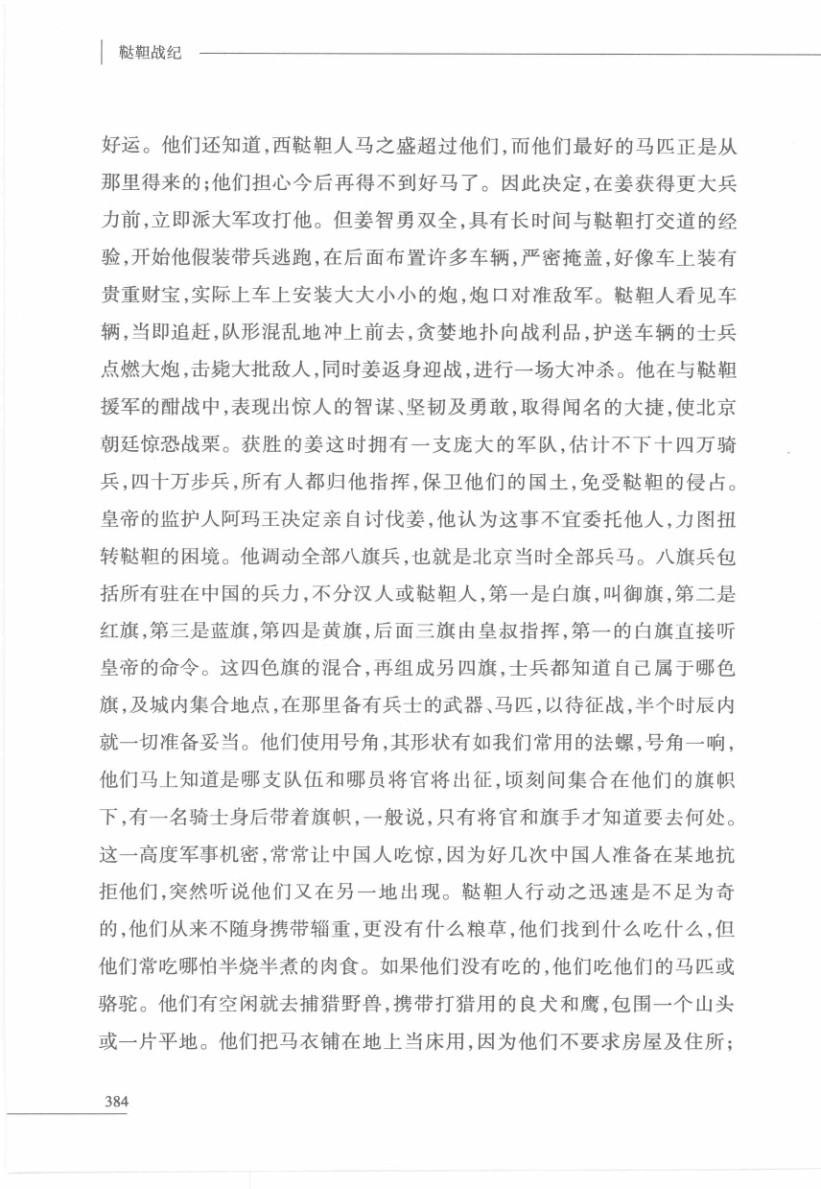 鞑靼战纪
好运。他们还知道,西鞑靼人马之盛超过他们,而他们最好的马匹正是从
那里得来的;他们担心今后再得不到好马了。因此决定,在姜获得更大兵
力前,立即派大军攻打他。但姜智勇双全,具有长时间与鞑靼打交道的经
验,开始他假装带兵逃跑,在后面布置许多车辆,严密掩盖,好像车上装有
贵重财宝,实际上车上安装大大小小的炮,炮口对准敌军。鞑靼人看见车
辆,当即追赶,队形混乱地冲上前去,贪婪地扑向战利品,护送车辆的士兵
点燃大炮,击毙大批敌人,同时姜返身迎战,进行一场大冲杀。他在与鞑靼
援军的酣战中,表现出惊人的智谋、坚韧及勇敢,取得闻名的大捷,使北京
朝廷惊恐战栗。获胜的姜这时拥有一支庞大的军队,估计不下十四万骑
兵,四十万步兵,所有人都归他指挥,保卫他们的国土,免受鞑靼的侵占。
皇帝的监护人阿玛王决定亲自讨伐姜,他认为这事不宜委托他人,力图扭
转鞑靼的困境。他调动全部八旗兵,也就是北京当时全部兵马。八旗兵包
括所有驻在中国的兵力,不分汉人或鞑靼人,第一是白旗,叫御旗,第二是
红旗,第三是蓝旗,第四是黄旗,后面三旗由皇叔指挥,第一的白旗直接听
皇帝的命令。这四色旗的混合,再组成另四旗,士兵都知道自己属于哪色
旗,及城内集合地点,在那里备有兵士的武器、马匹,以待征战,半个时辰内
就一切准备妥当。他们使用号角,其形状有如我们常用的法螺,号角一响,
他们马上知道是哪支队伍和哪员将官将出征,顷刻间集合在他们的旗帜
下,有一名骑士身后带着旗帜,一般说,只有将官和旗手才知道要去何处。
这一高度军事机密,常常让中国人吃惊,因为好几次中国人准备在某地抗
拒他们,突然听说他们又在另一地出现。鞑靼人行动之迅速是不足为奇
的,他们从来不随身携带辎重,更没有什么粮草,他们找到什么吃什么,但
他们常吃哪怕半烧半煮的肉食。如果他们没有吃的,他们吃他们的马匹或
骆驼。他们有空闲就去捕猎野兽,携带打猎用的良犬和鹰,包围一个山头
或一片平地。他们把马衣铺在地上当床用,因为他们不要求房屋及住所;
384